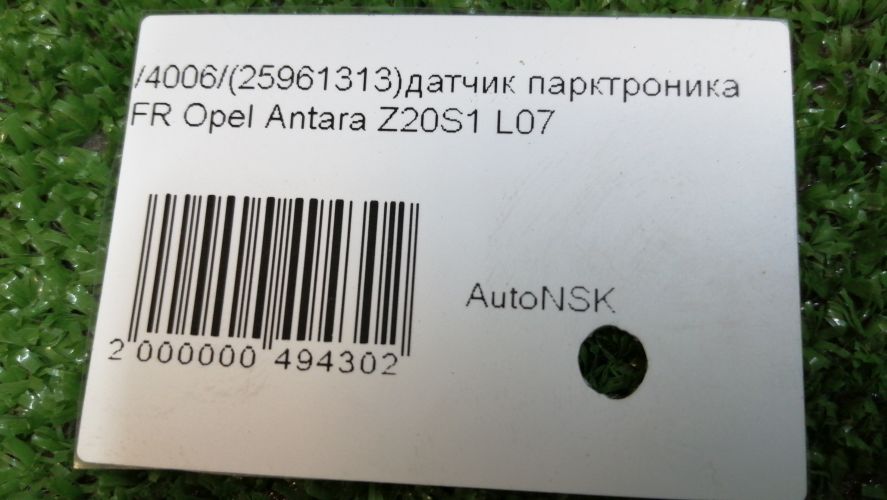 /4006/(25961313)датчик парктроника
FR Opel Antara Z20S1 L07
AutoNSK
2 000000 494302